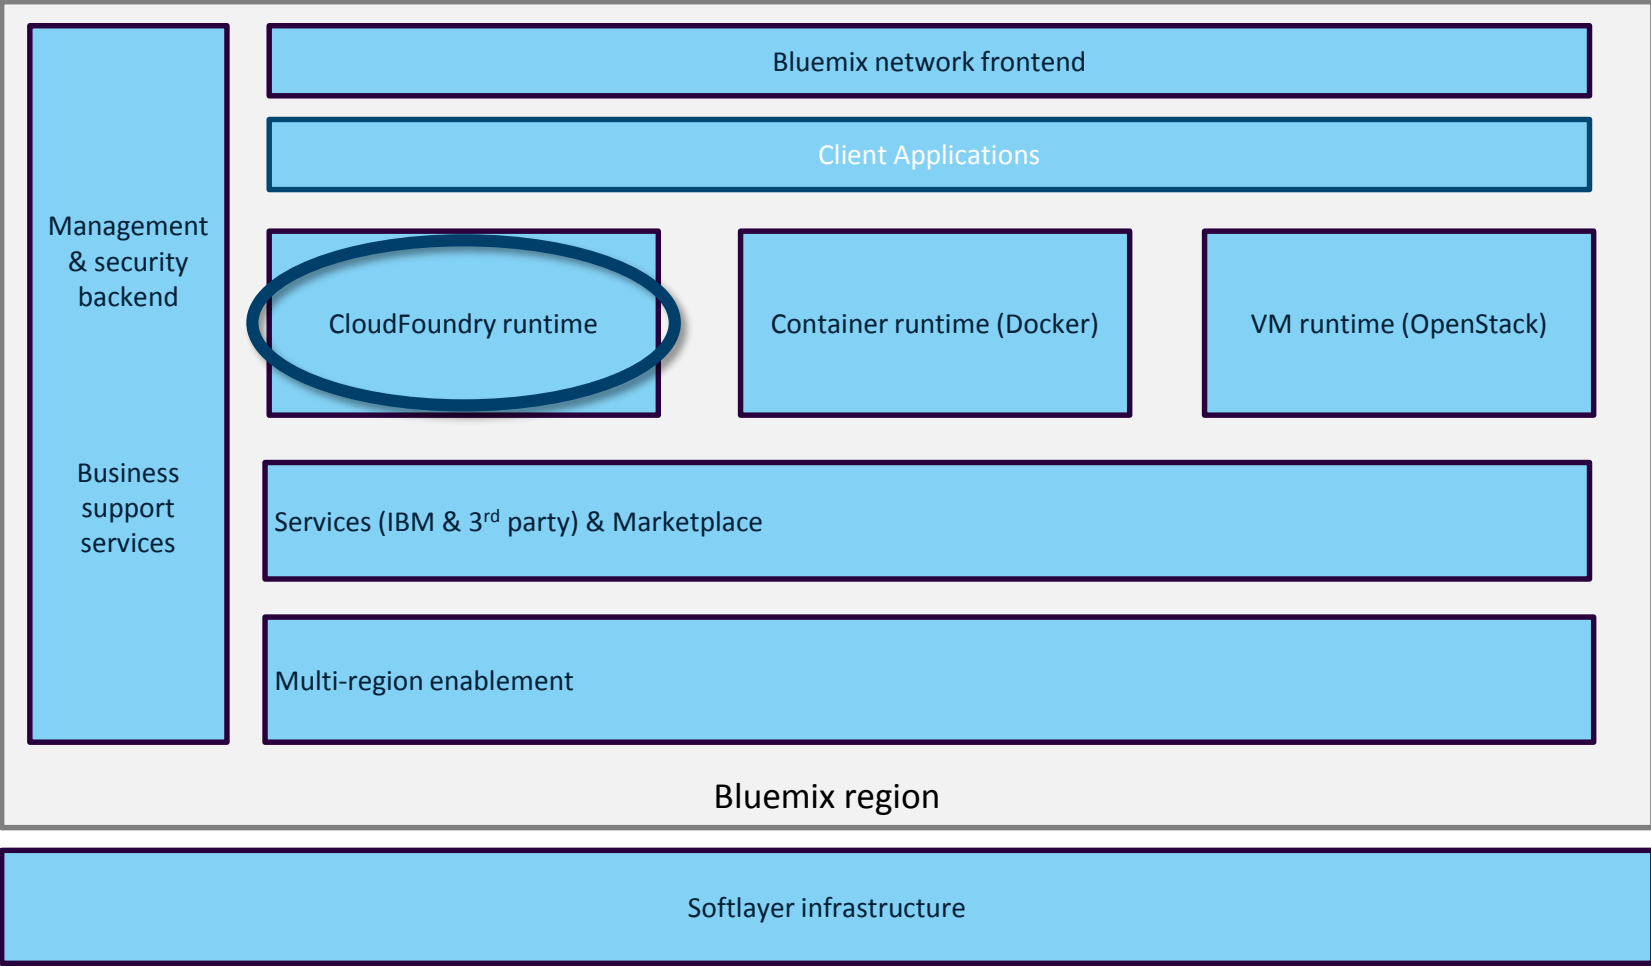 Bluemix network frontend
Client Applications
Management
& security
backend
Business
support
services
CloudFoundry runtime
Container runtime (Docker)
VM runtime (OpenStack)
Services (IBM & 3rd party) & Marketplace
Multi-region enablement
Bluemix region
Softlayer infrastructure